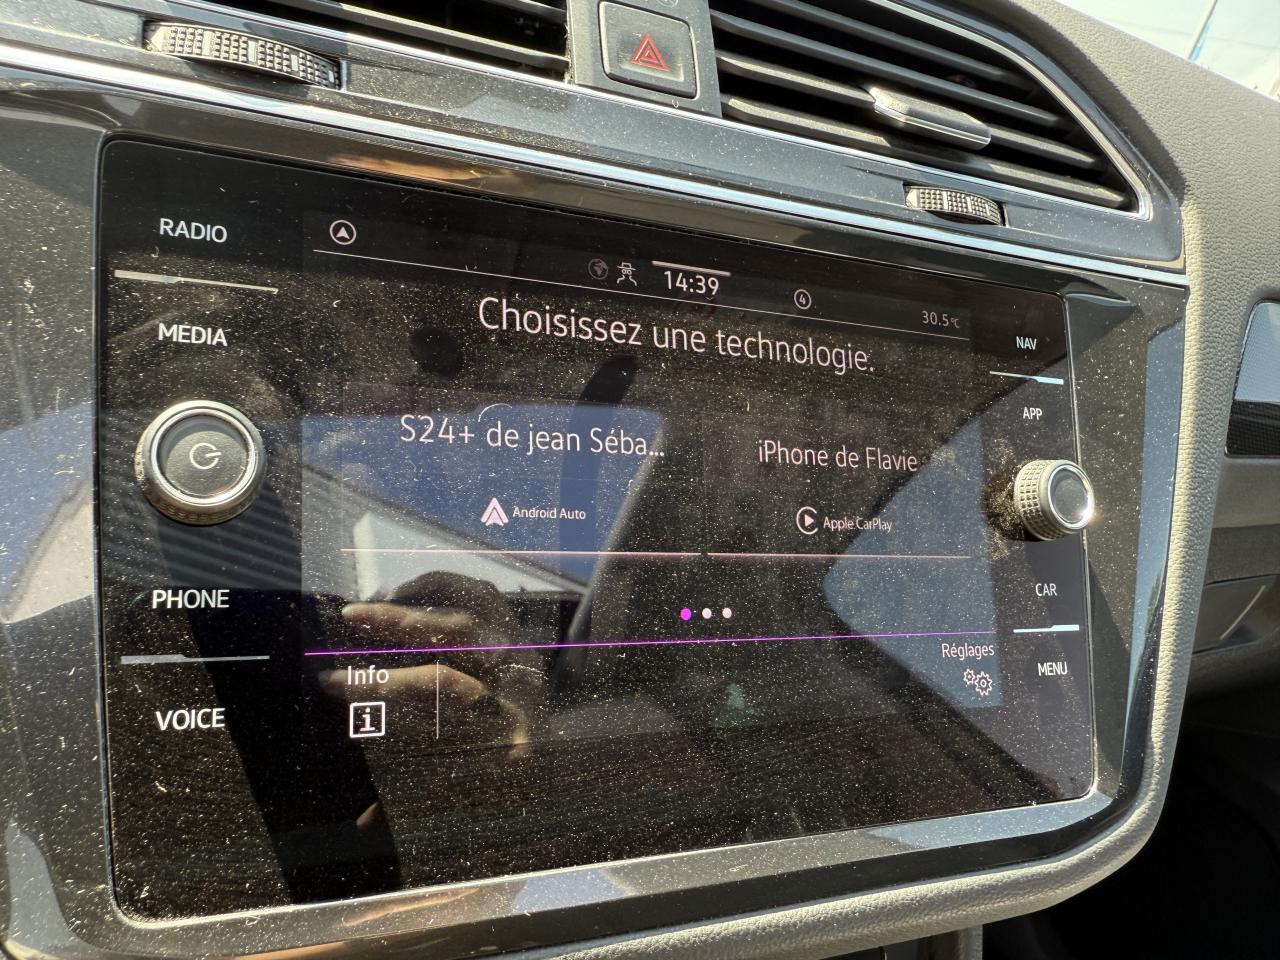 RADIO
MEDIA
PHONE
VOICE
14:39
4
30.5°C
Choisissez une technologie.
S24+ de jean Séba...
Android Auto
iPhone de Flavie
Apple CarPlay
Info
i
Réglages
NAV
APP
CAR
MENU